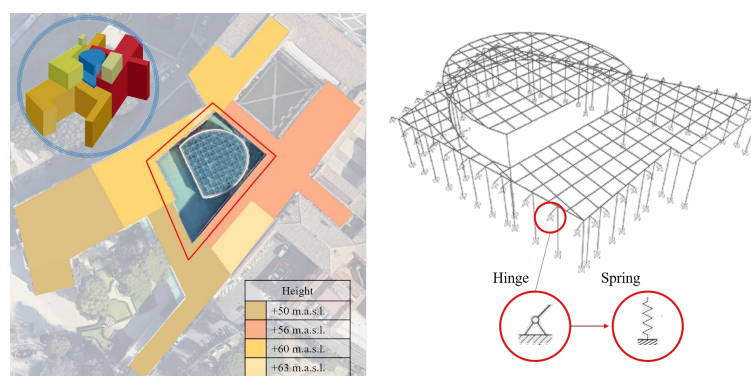 Height
+50 m.a.s.l.
+56 m.a.s.l.
+60 m.a.s.l.
+63 m.a.s.l.
Hinge
Spring